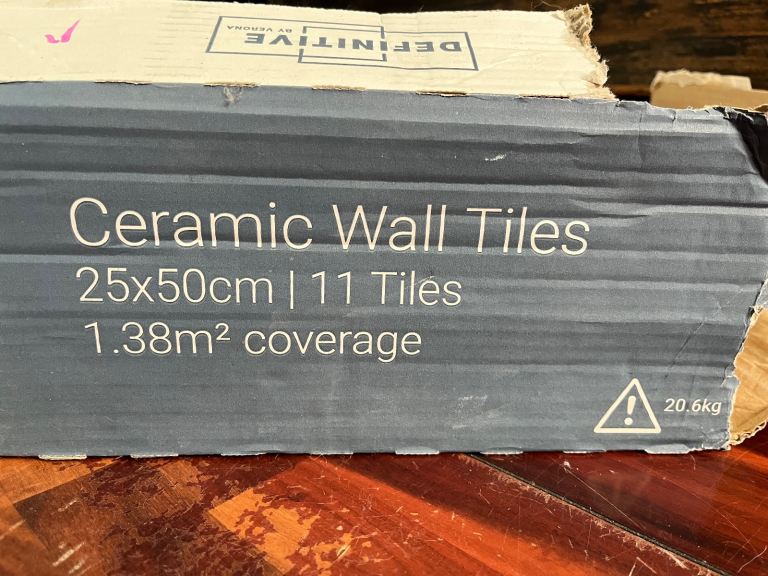 DEFINITIVE
BY VERONA
Ceramic Wall Tiles
25x50cm | 11 Tiles
1.38m² coverage
20.6kg